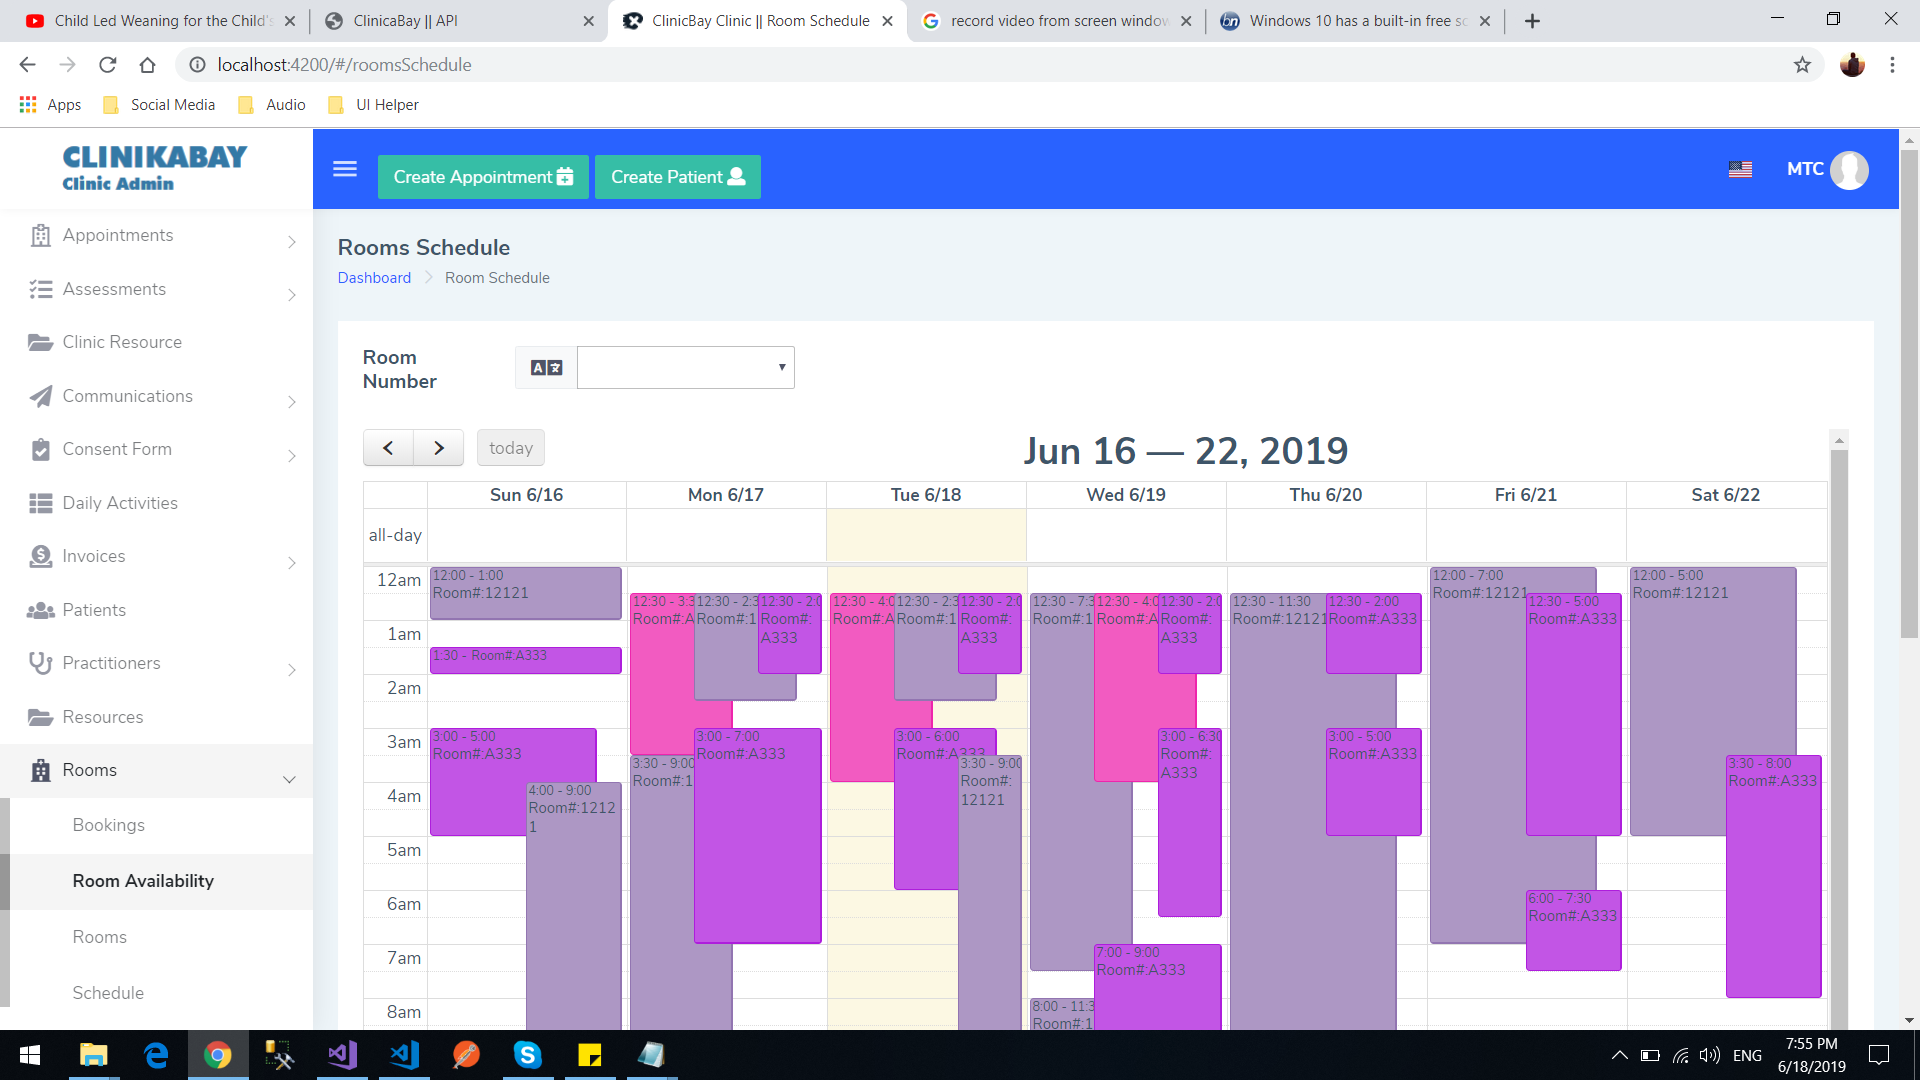 Child Led Weaning for the Child's
ClinicaBay || API
ClinicBay Clinic || Room Schedule
record video from screen window
Windows 10 has a built-in free sc
localhost:4200/#/roomsSchedule
Apps
Social Media
Audio
UI Helper
CLINIKABAY
Clinic Admin
Create Appointment
Create Patient
MTC
Appointments
Assessments
Clinic Resource
Communications
Consent Form
Daily Activities
Invoices
Patients
Practitioners
Resources
Rooms
Bookings
Room Availability
Rooms
Schedule
Rooms Schedule
Dashboard
Room Schedule
Room
Number
today
Jun 16 — 22, 2019
Sun 6/16
Mon 6/17
Tue 6/18
Wed 6/19
Thu 6/20
Fri 6/21
Sat 6/22
all-day
12am
1am
2am
3am
4am
5am
6am
7am
8am
12:00 - 1:00
Room#:12121
1:30 - Room#:A333
3:00 - 5:00
Room#:A333
4:00 - 9:00
Room#:1212
1
12:30 - 3:3
Room#:A
12:30 - 2:3
Room#:1
12:30 - 2:0
Room#:
A333
3:30 - 9:00
Room#:1
3:00 - 7:00
Room#:A333
12:30 - 4:0
Room#:A
12:30 - 2:3
Room#:1
12:30 - 2:0
Room#:
A333
3:00 - 6:00
Room#:A333
3:30 - 9:00
Room#:
12121
12:30 - 7:3
Room#:1
12:30 - 4:0
Room#:A
12:30 - 2:0
Room#:
A333
3:00 - 6:30
Room#:
A333
7:00 - 9:00
Room#:A333
8:00 - 11:3
Room#:1
12:30 - 11:30
Room#:12121
12:30 - 2:00
Room#:A333
3:00 - 5:00
Room#:A333
12:00 - 7:00
Room#:12121
12:30 - 5:00
Room#:A333
6:00 - 7:30
Room#:A333
12:00 - 5:00
Room#:12121
3:30 - 8:00
Room#:A333
ENG
7:55 PM
6/18/2019